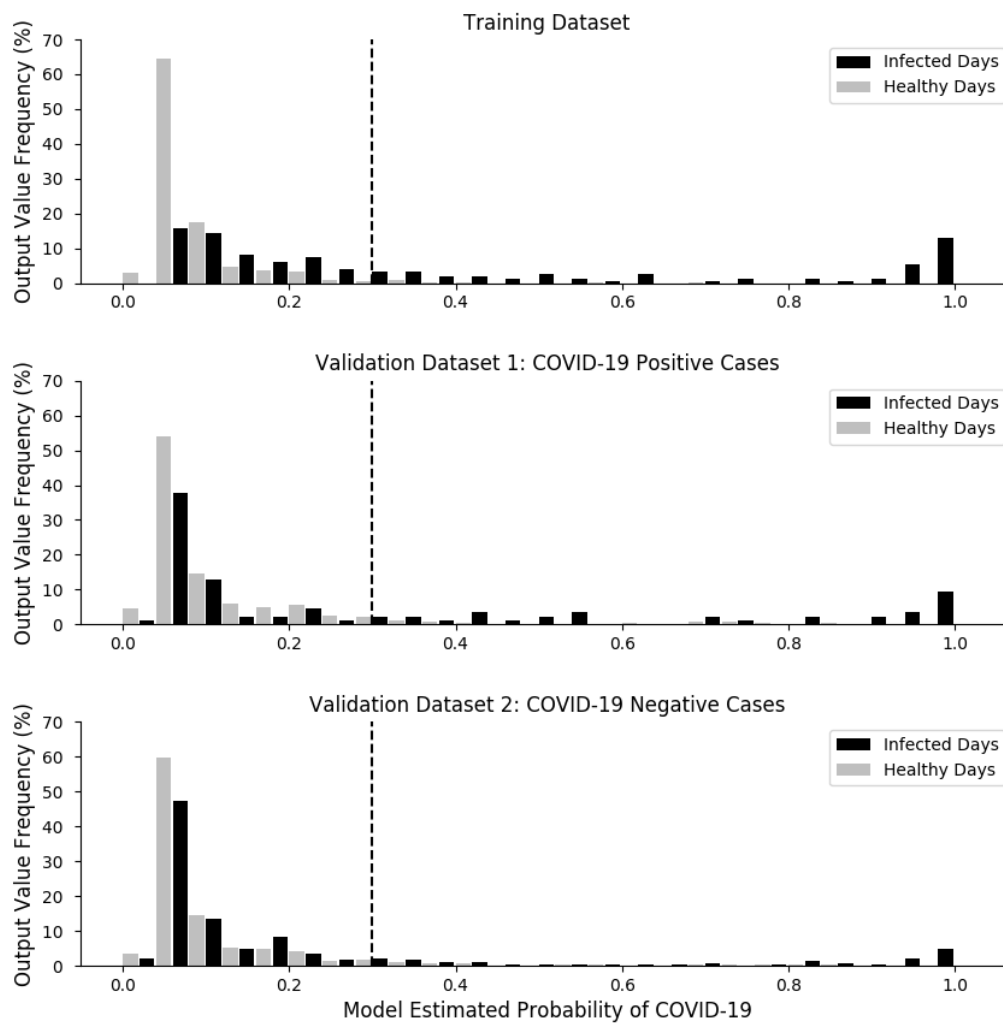 Training Dataset
Output Value Frequency (%)
70
60
50
40
30
20
10
0
0.0 0.2 0.4 0.6 0.8 1.0
Infected Days
Healthy Days
Validation Dataset 1: COVID-19 Positive Cases
Output Value Frequency (%)
70
60
50
40
30
20
10
0
0.0 0.2 0.4 0.6 0.8 1.0
Infected Days
Healthy Days
Validation Dataset 2: COVID-19 Negative Cases
Output Value Frequency (%)
70
60
50
40
30
20
10
0
0.0 0.2 0.4 0.6 0.8 1.0
Infected Days
Healthy Days
Model Estimated Probability of COVID-19